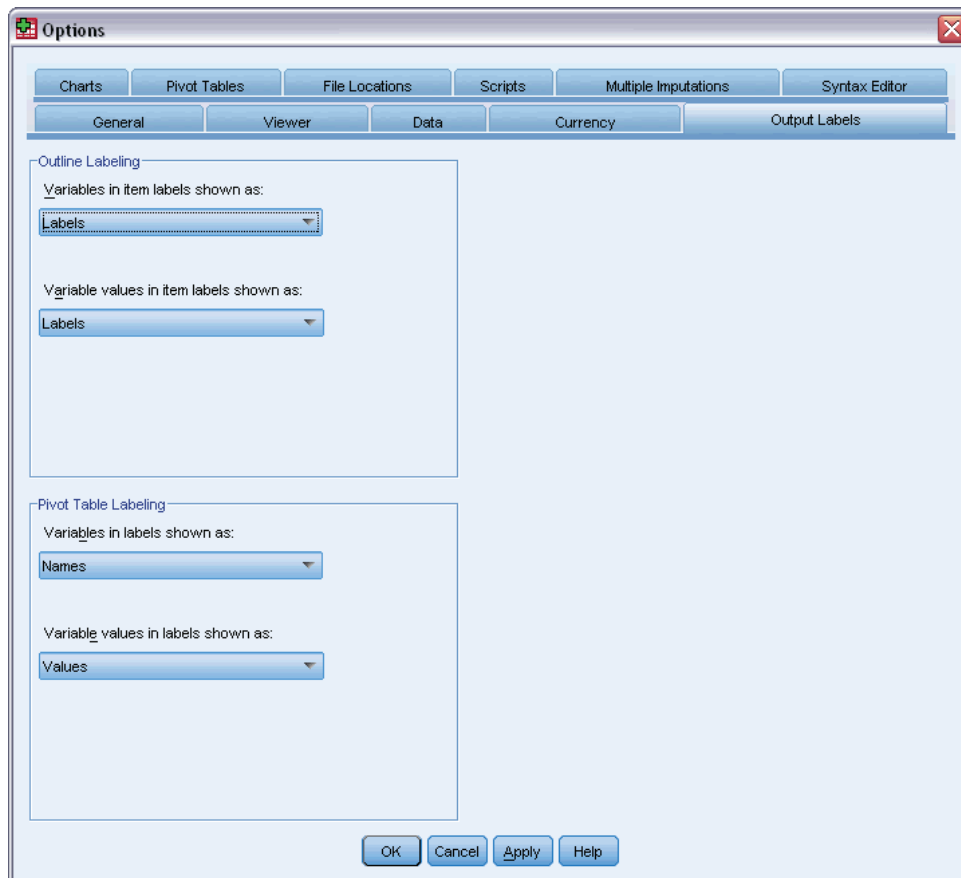 Options
Charts Pivot Tables File Locations Scripts Multiple Imputations Syntax Editor
General Viewer Data Currency Output Labels
Outline Labeling
Variables in item labels shown as:
Labels
Variable values in item labels shown as:
Labels
Pivot Table Labeling
Variables in labels shown as:
Names
Variable values in labels shown as:
Values
OK Cancel Apply Help